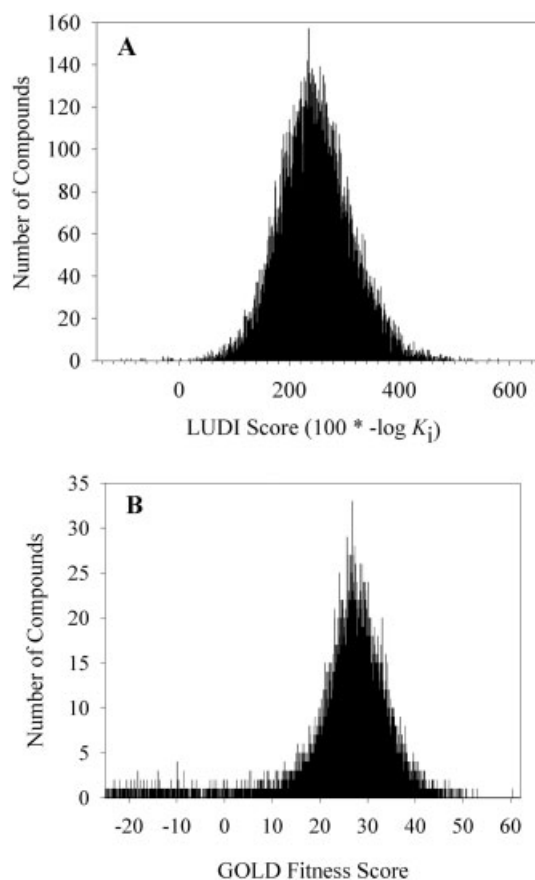 A
160
140
120
100
80
60
40
20
0
Number of Compounds
0 200 400 600
LUDI Score (100 * -log Ki)
B
35
30
25
20
15
10
5
0
Number of Compounds
-20 -10 0 10 20 30 40 50 60
GOLD Fitness Score